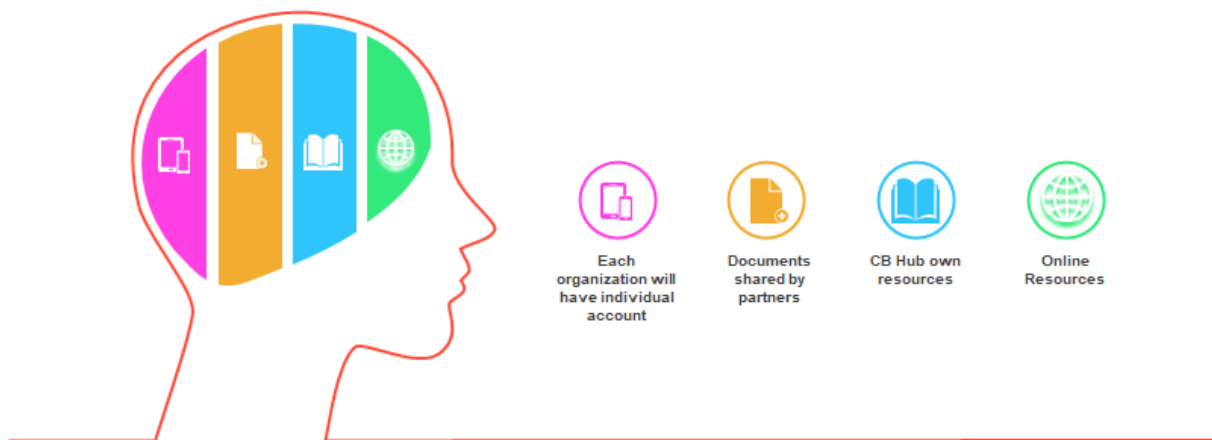 Each
organization will
have individual
account
Documents
shared by
partners
CB Hub own
resources
Online
Resources